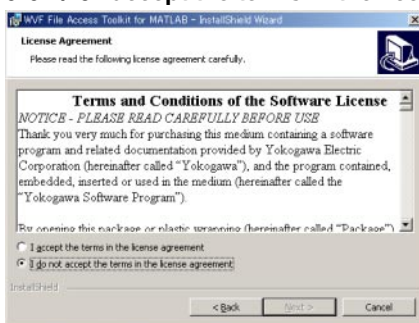 WVF File Access Toolkit for MATLAB - InstallShield Wizard
License Agreement
Please read the following license agreement carefully.
Terms and Conditions of the Software License
NOTICE - PLEASE READ CAREFULLY BEFORE USE
Thank you very much for purchasing this medium containing a software
program and related documentation provided by Yokogawa Electric
Corporation (hereinafter called "Yokogawa"), and the program contained,
embedded, inserted or used in the medium (hereinafter called the
"Yokogawa Software Program").
By opening this package or plastic wrapping (hereinafter called "Package")
I accept the terms in the license agreement
I do not accept the terms in the license agreement
InstallShield
< Back
Next >
Cancel